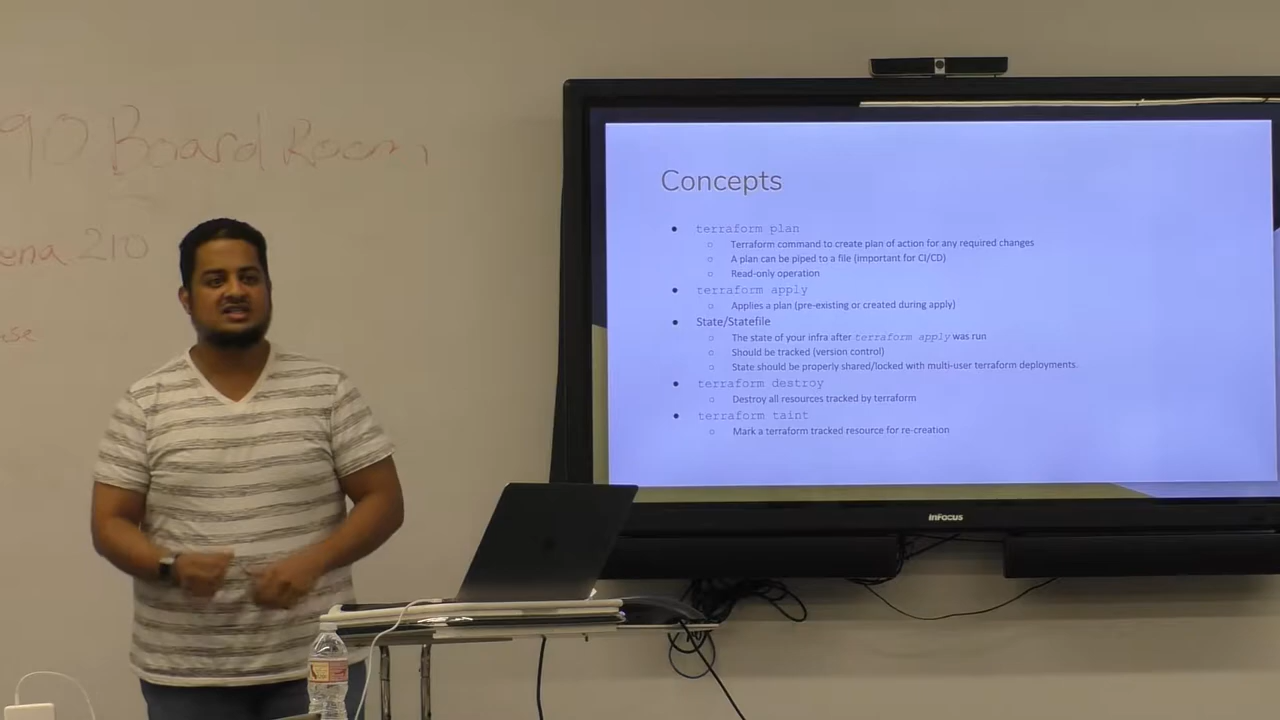 90 Board Room
ena 210
se
Concepts
● terraform plan
○ Terraform command to create plan of action for any required changes
○ A plan can be piped to a file (important for CI/CD)
○ Read-only operation
● terraform apply
○ Applies a plan (pre-existing or created during apply)
● State/Statefile
○ The state of your infra after terraform apply was run
○ Should be tracked (version control)
○ State should be properly shared/locked with multi-user terraform deployments.
● terraform destroy
○ Destroy all resources tracked by terraform
● terraform taint
○ Mark a terraform tracked resource for re-creation
InFocus